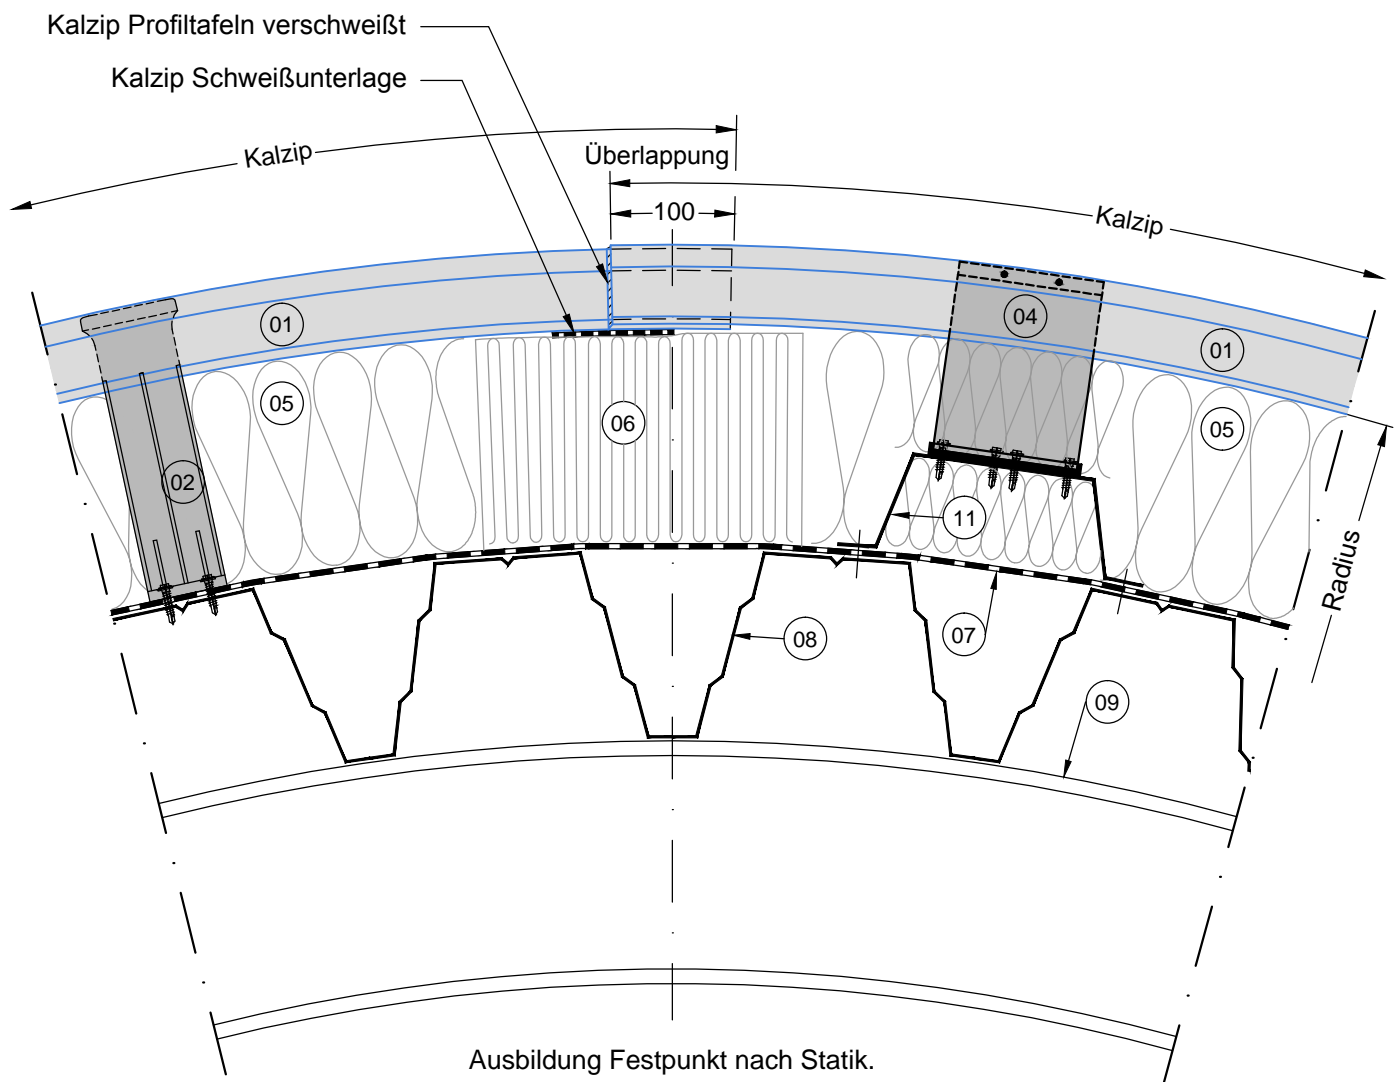 Kalzip Profiltafeln verschweißt
Kalzip Schweißunterlage
Kalzip
Überlappung
100
Kalzip
01
04
01
05
05
06
02
11
Radius
07
08
09
Ausbildung Festpunkt nach Statik.